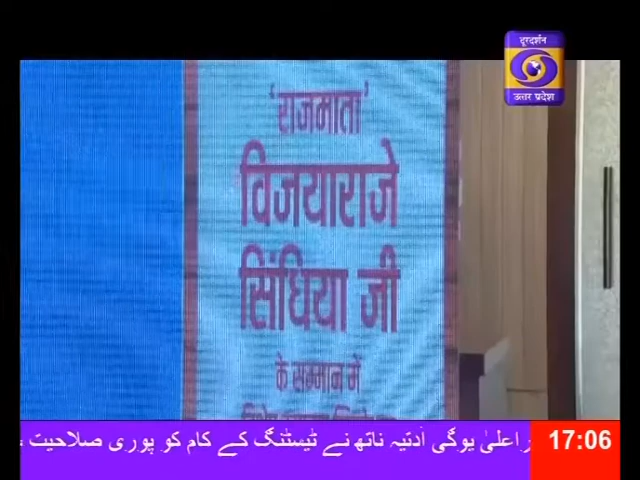 दूरदर्शन
उत्तर प्रदेश
'राजमाता'
विजयाराजे
सिंधिया जी
के सम्मान में
اعلیٰ یوگی آدتیہ ناتھ نے ٹیسٹنگ کے کام کو پوری صلاحیت
17:06